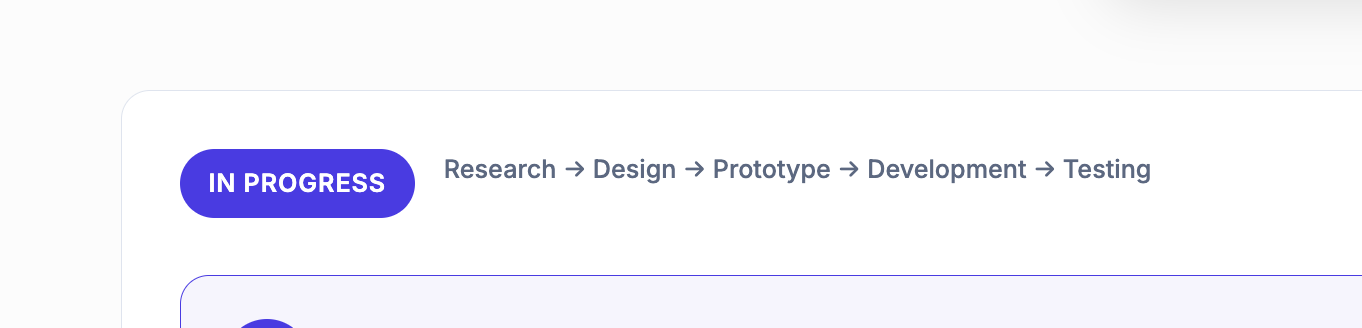 IN PROGRESS
Research → Design → Prototype → Development → Testing